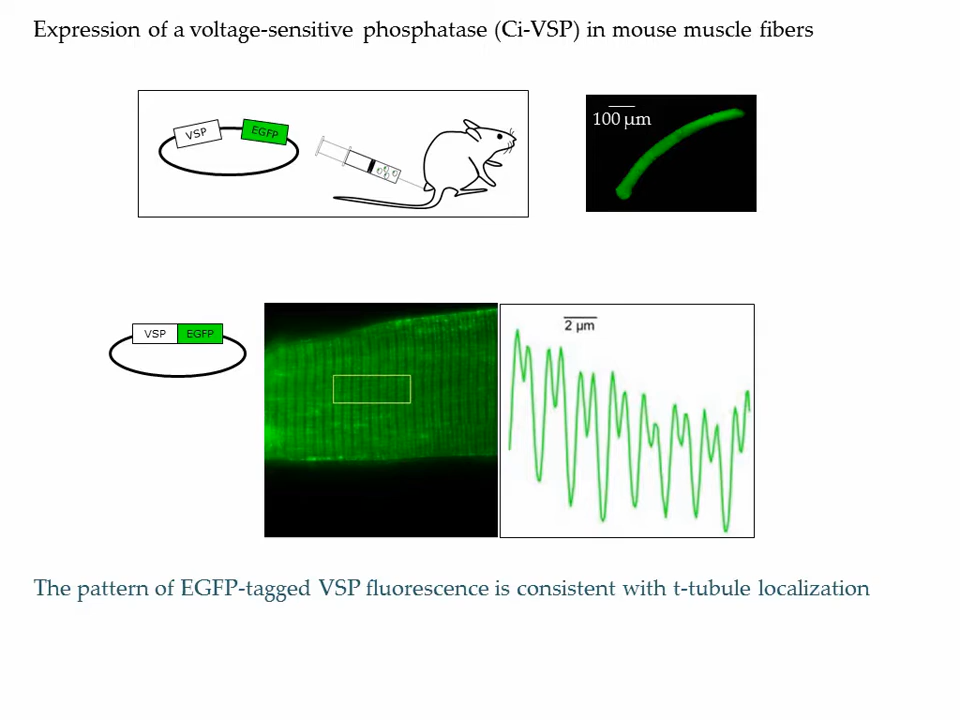 Expression of a voltage-sensitive phosphatase (Ci-VSP) in mouse muscle fibers
VSP
EGFP
100 µm
VSP
EGFP
2 µm
The pattern of EGFP-tagged VSP fluorescence is consistent with t-tubule localization